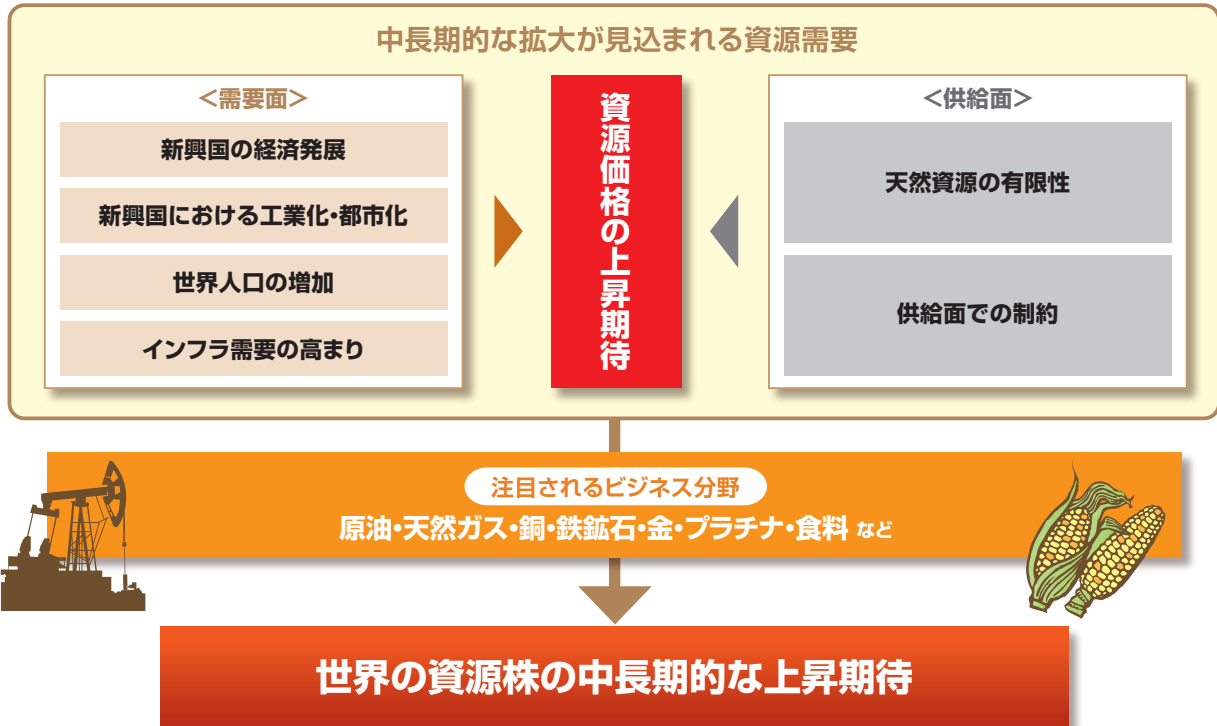 中長期的な拡大が見込まれる資源需要
<需要面>
新興国の経済発展
新興国における工業化・都市化
世界人口の増加
インフラ需要の高まり
資源価格の上昇期待
<供給面>
天然資源の有限性
供給面での制約
注目されるビジネス分野
原油・天然ガス・銅・鉄鉱石・金・プラチナ・食料 など
世界の資源株の中長期的な上昇期待